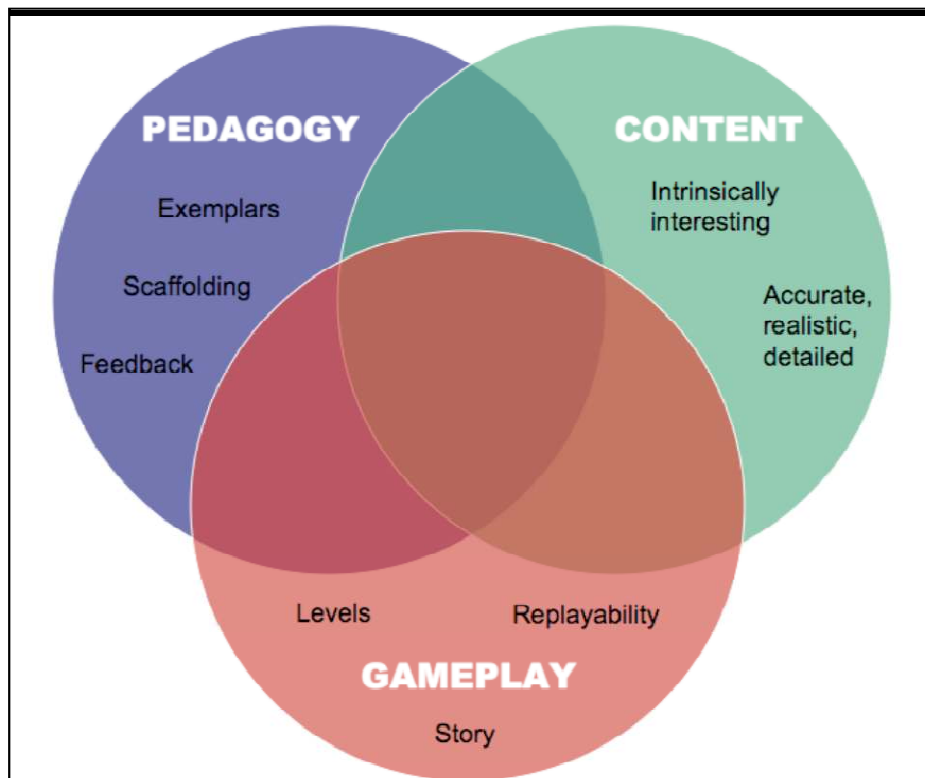 PEDAGOGY
Exemplars
Scaffolding
Feedback
CONTENT
Intrinsically
interesting
Accurate,
realistic,
detailed
Levels
Replayability
GAMEPLAY
Story